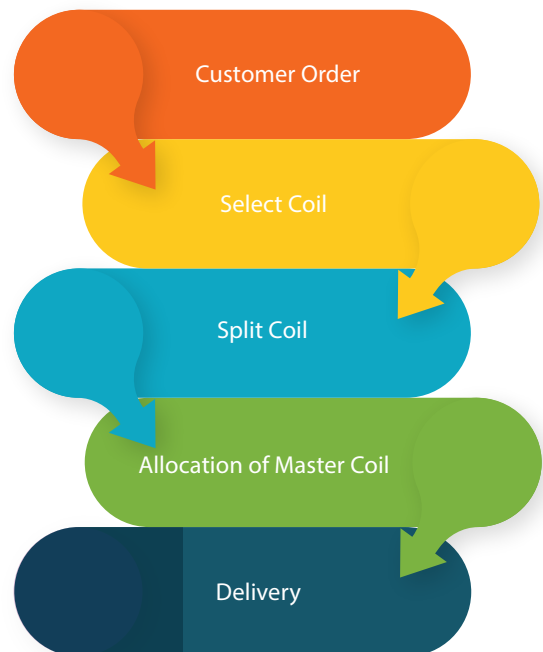 Customer Order
Select Coil
Split Coil
Allocation of Master Coil
Delivery